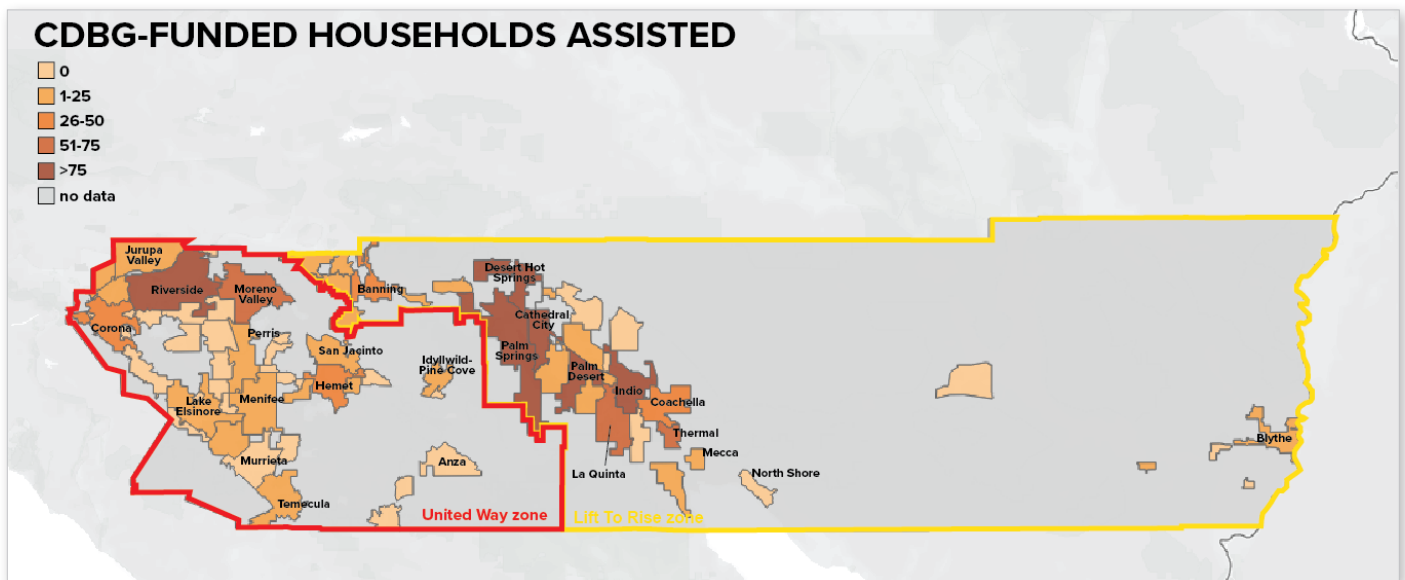 CDBG-FUNDED HOUSEHOLDS ASSISTED
0
1-25
26-50
51-75
>75
no data
Jurupa
Valley
Riverside
Moreno
Valley
Corona
Perris
Banning
San Jacinto
Hemet
Idyllwild-
Pine Cove
Lake
Elsinore
Menifee
Murrieta
Temecula
Anza
Desert Hot
Springs
Cathedral
City
Palm
Springs
Palm
Desert
Indio
Coachella
Thermal
Mecca
La Quinta
North Shore
Blythe
United Way zone
Lift To Rise zone